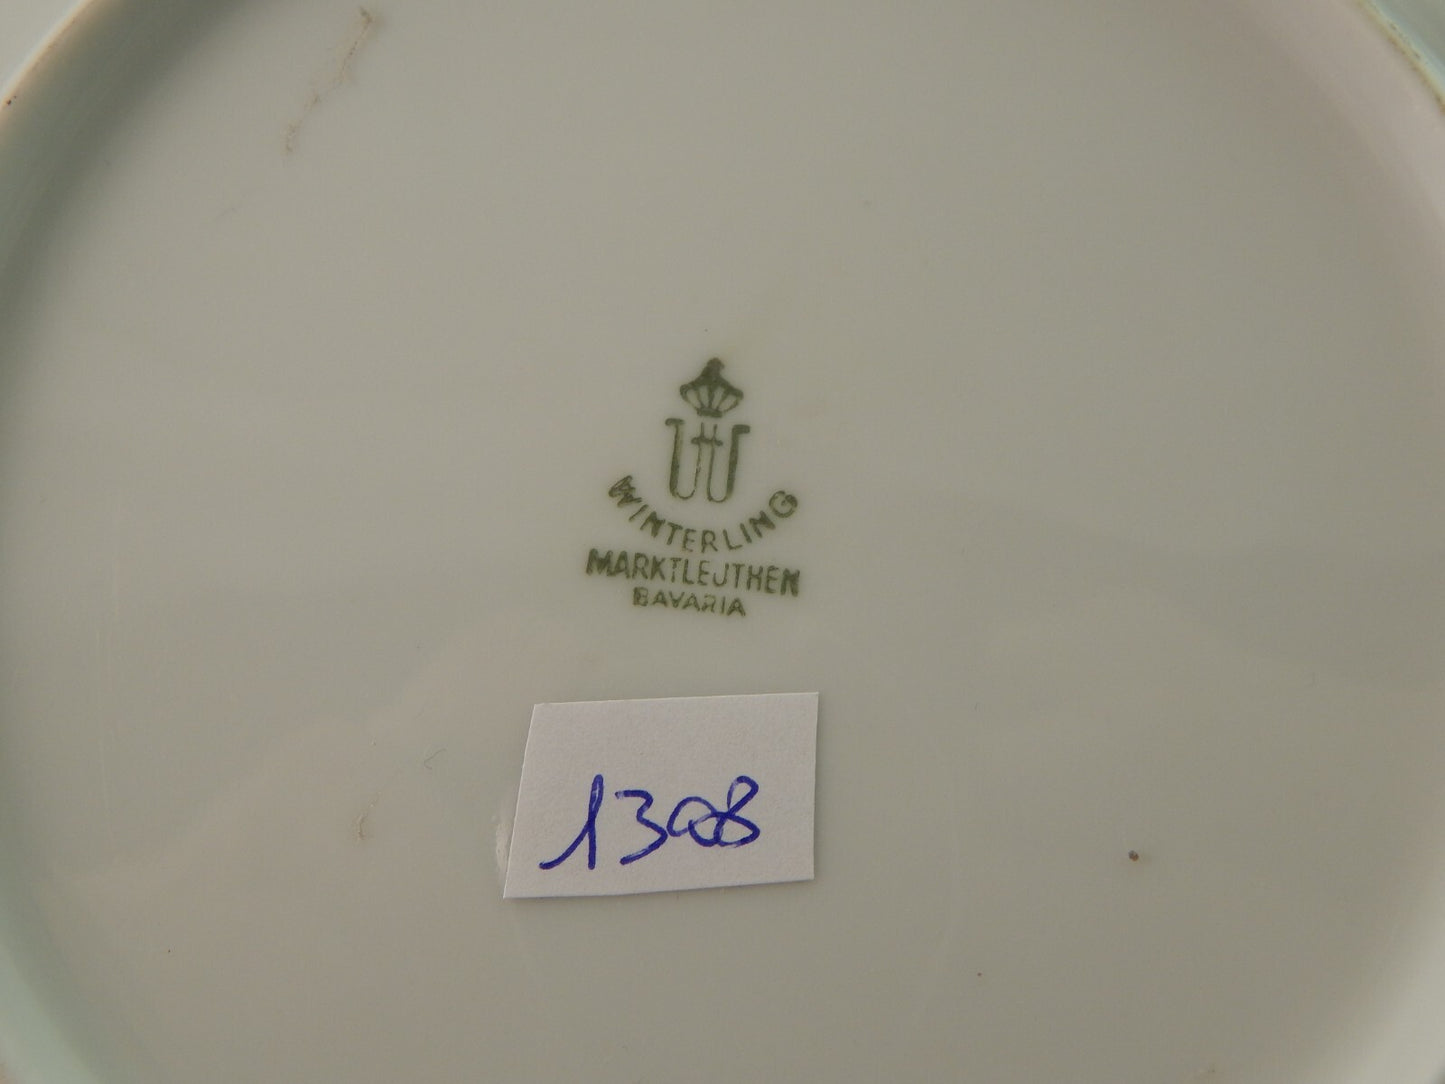 W
WINTERLING
MARKTLEUTHEN
BAVARIA
1308